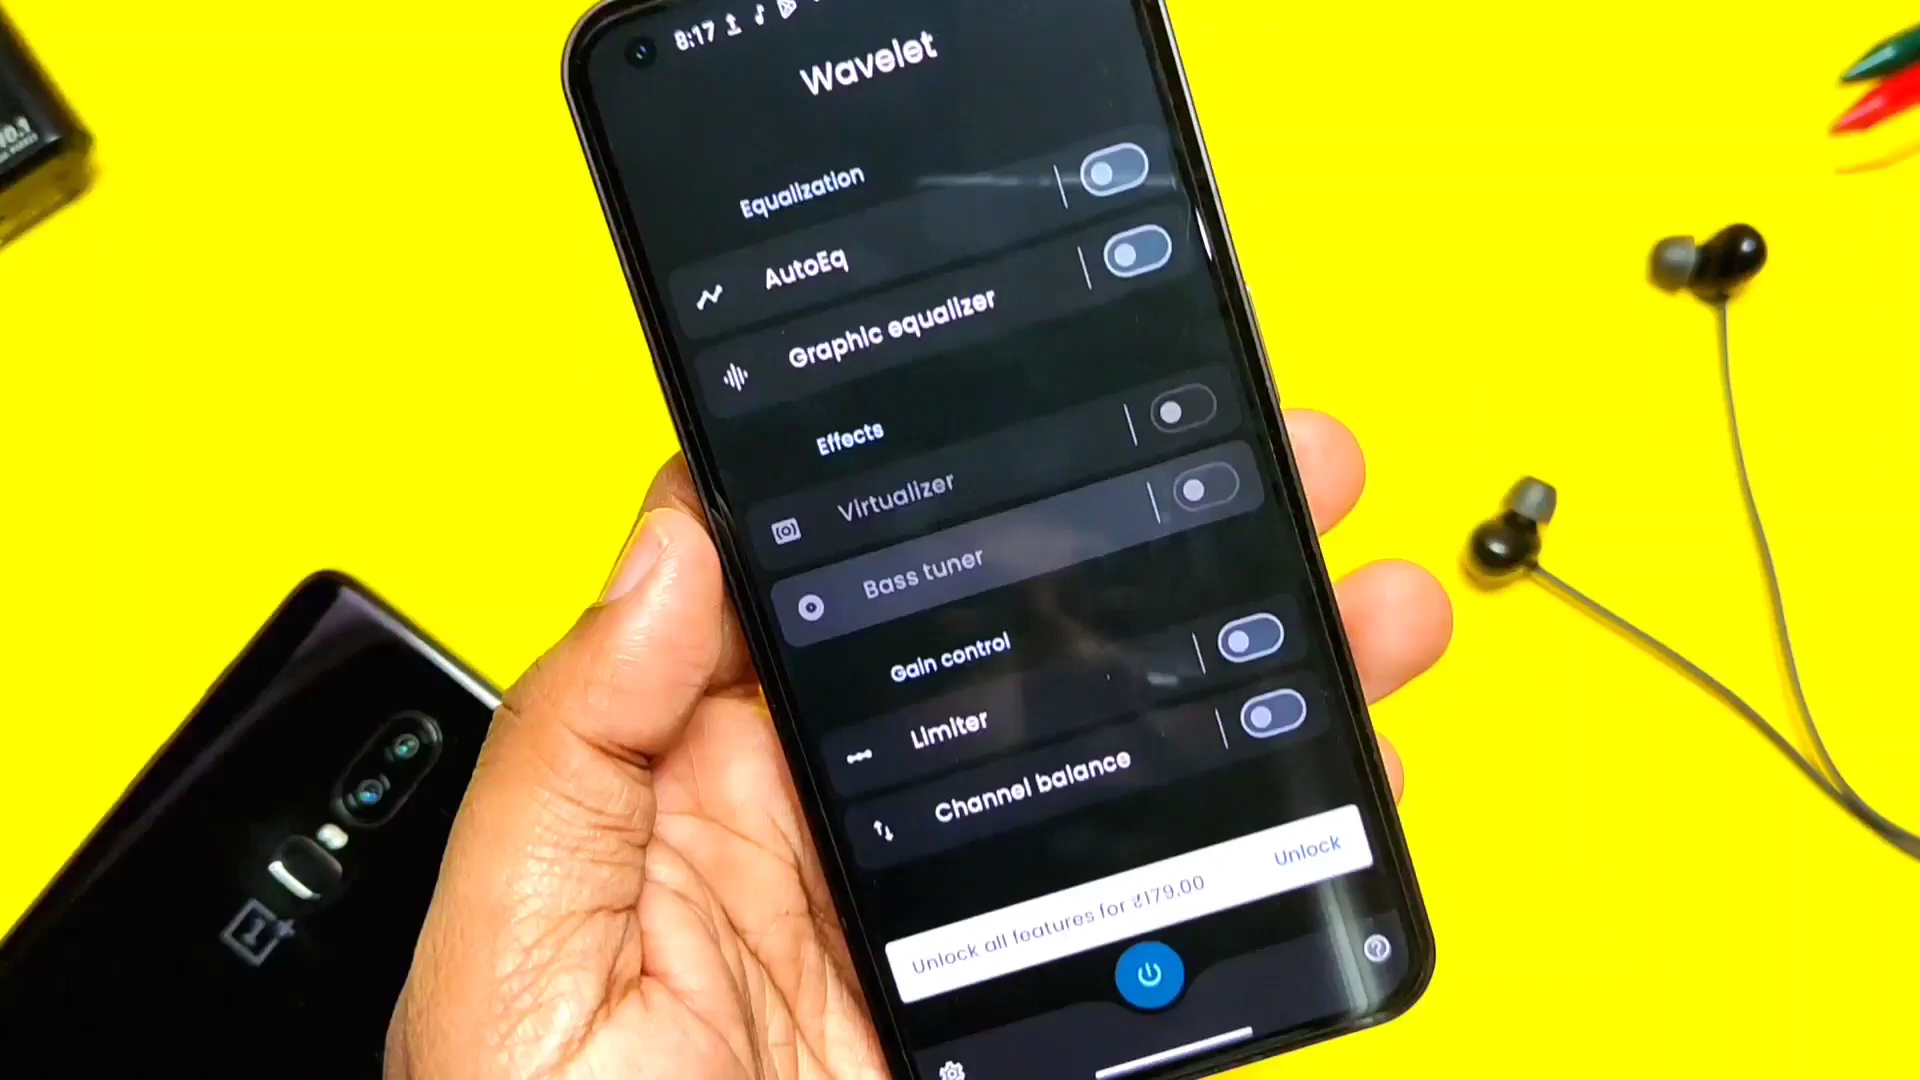 8:17
Wavelet
Equalization
AutoEq
Graphic equalizer
Effects
Virtualizer
Bass tuner
Gain control
Limiter
Channel balance
Unlock all features for ₹179.00
Unlock